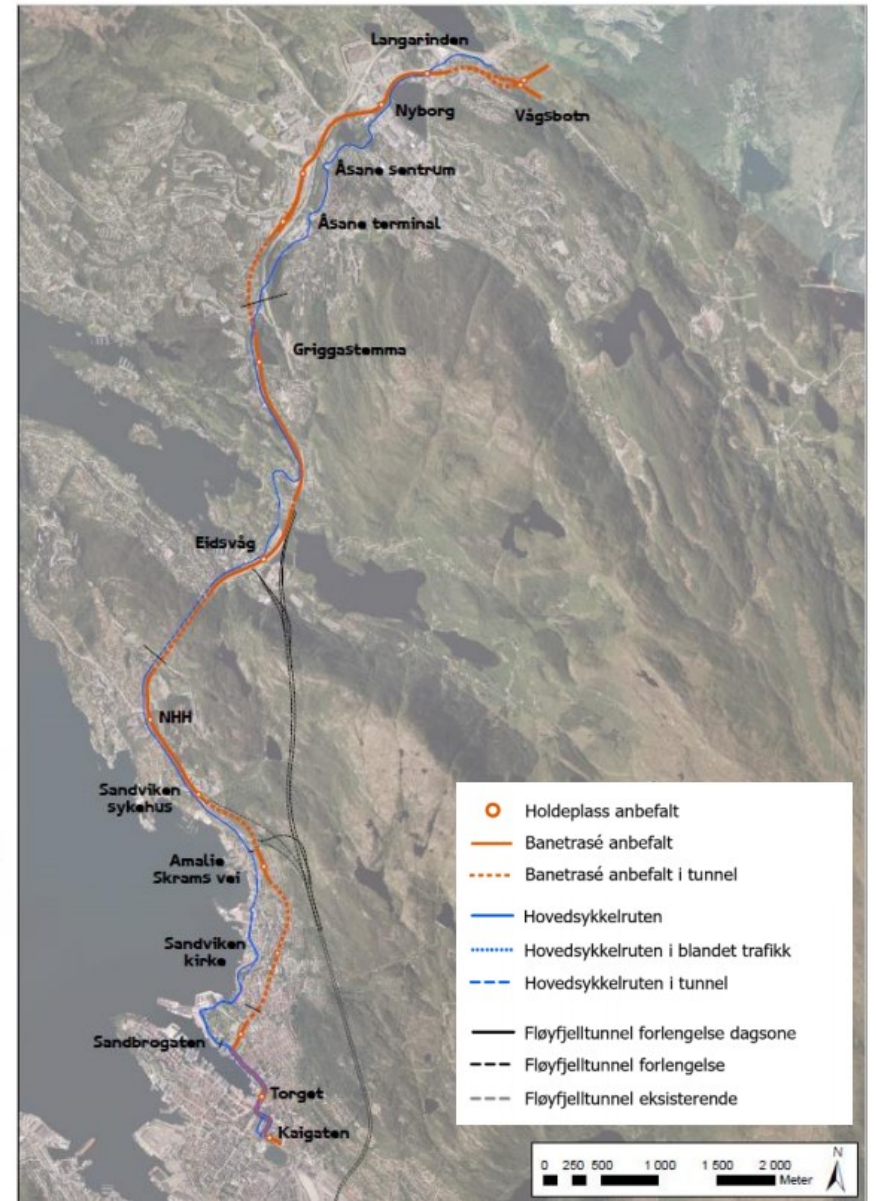 Langarinden
Nyborg
Vågsbotn
Åsane sentrum
Åsane terminal
Griggastemma
Eidsvåg
NHH
Sandviken
sykehus
Amalie
Skrams vei
Sandviken
kirke
Sandbrogaten
Torget
Kaigaten
Holdeplass anbefalt
Banetrasé anbefalt
Banetrasé anbefalt i tunnel
Hovedsykkelruten
Hovedsykkelruten i blandet trafikk
Hovedsykkelruten i tunnel
Fløyfjelltunnel forlengelse dagsone
Fløyfjelltunnel forlengelse
Fløyfjelltunnel eksisterende
0 250 500 1 000 1 500 2 000
Meter
N